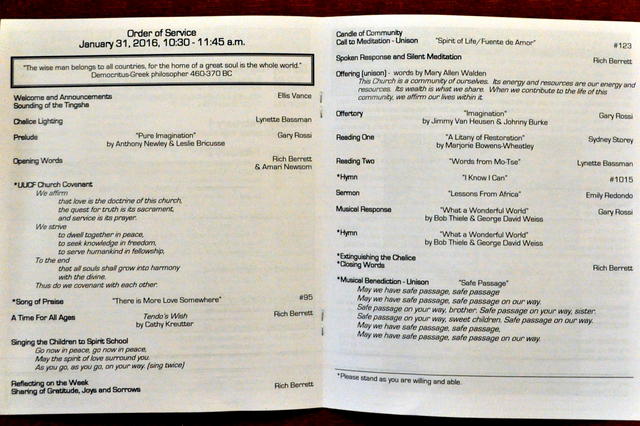 Order of Service
January 31, 2016, 10:30 - 11:45 a.m.
"The wise man belongs to all countries, for the home of a great soul is the whole world."
Democritus-Greek philosopher 460-370 BC
Welcome and Announcements Ellis Vance
Sounding of the Tingsha
Chalice Lighting Lynette Bassman
Prelude "Pure Imagination" Gary Rossi
by Anthony Newley & Leslie Bricusse
Opening Words Rich Berrett
& Amari Newsom
*UUCF Church Covenant
We affirm
that love is the doctrine of this church,
the quest for truth is its sacrament,
and service is its prayer.
We strive
to dwell together in peace,
to seek knowledge in freedom,
to serve humankind in fellowship,
To the end
that all souls shall grow into harmony
with the divine.
Thus do we covenant with each other.
*Song of Praise "There is More Love Somewhere" #95
A Time For All Ages Tendo's Wish Rich Berrett
by Cathy Kreutter
Singing the Children to Spirit School
Go now in peace, go now in peace,
May the spirit of love surround you.
As you go, as you go, on your way. (sing twice)
Reflecting on the Week
Sharing of Gratitude, Joys and Sorrows Rich Berrett
Candle of Community
Call to Meditation - Unison "Spirit of Life/Fuente de Amor" #123
Spoken Response and Silent Meditation Rich Berrett
Offering (unison) - words by Mary Allen Walden
This Church is a community of ourselves. Its energy and resources are our energy and
resources. Its wealth is what we share. When we contribute to the life of this
community, we affirm our lives within it.
Offertory "Imagination" Gary Rossi
by Jimmy Van Heusen & Johnny Burke
Reading One "A Litany of Restoration" Sydney Storey
by Marjorie Bowens-Wheatley
Reading Two "Words from Mo-Tse" Lynette Bassman
*Hymn "I Know I Can" #1015
Sermon "Lessons From Africa" Emily Redondo
Musical Response "What a Wonderful World" Gary Rossi
by Bob Thiele & George David Weiss
*Hymn "What a Wonderful World"
by Bob Thiele & George David Weiss
*Extinguishing the Chalice
*Closing Words Rich Berrett
*Musical Benediction - Unison "Safe Passage"
May we have safe passage, safe passage
May we have safe passage, safe passage on our way.
Safe passage on your way, brother. Safe passage on your way, sister.
Safe passage on your way, sweet children. Safe passage on our way.
May we have safe passage, safe passage,
May we have safe passage, safe passage on our way.
*Please stand as you are willing and able.